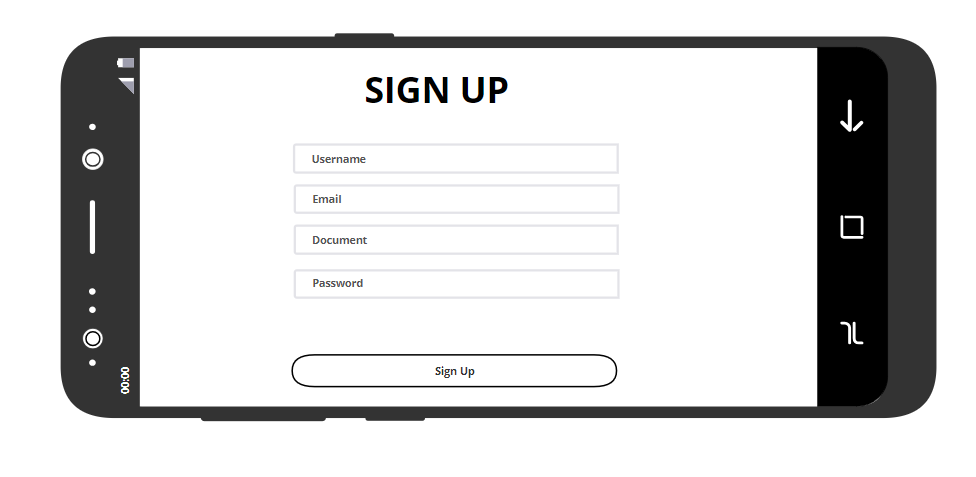 SIGN UP
Username
Email
Document
Password
Sign Up
00:00